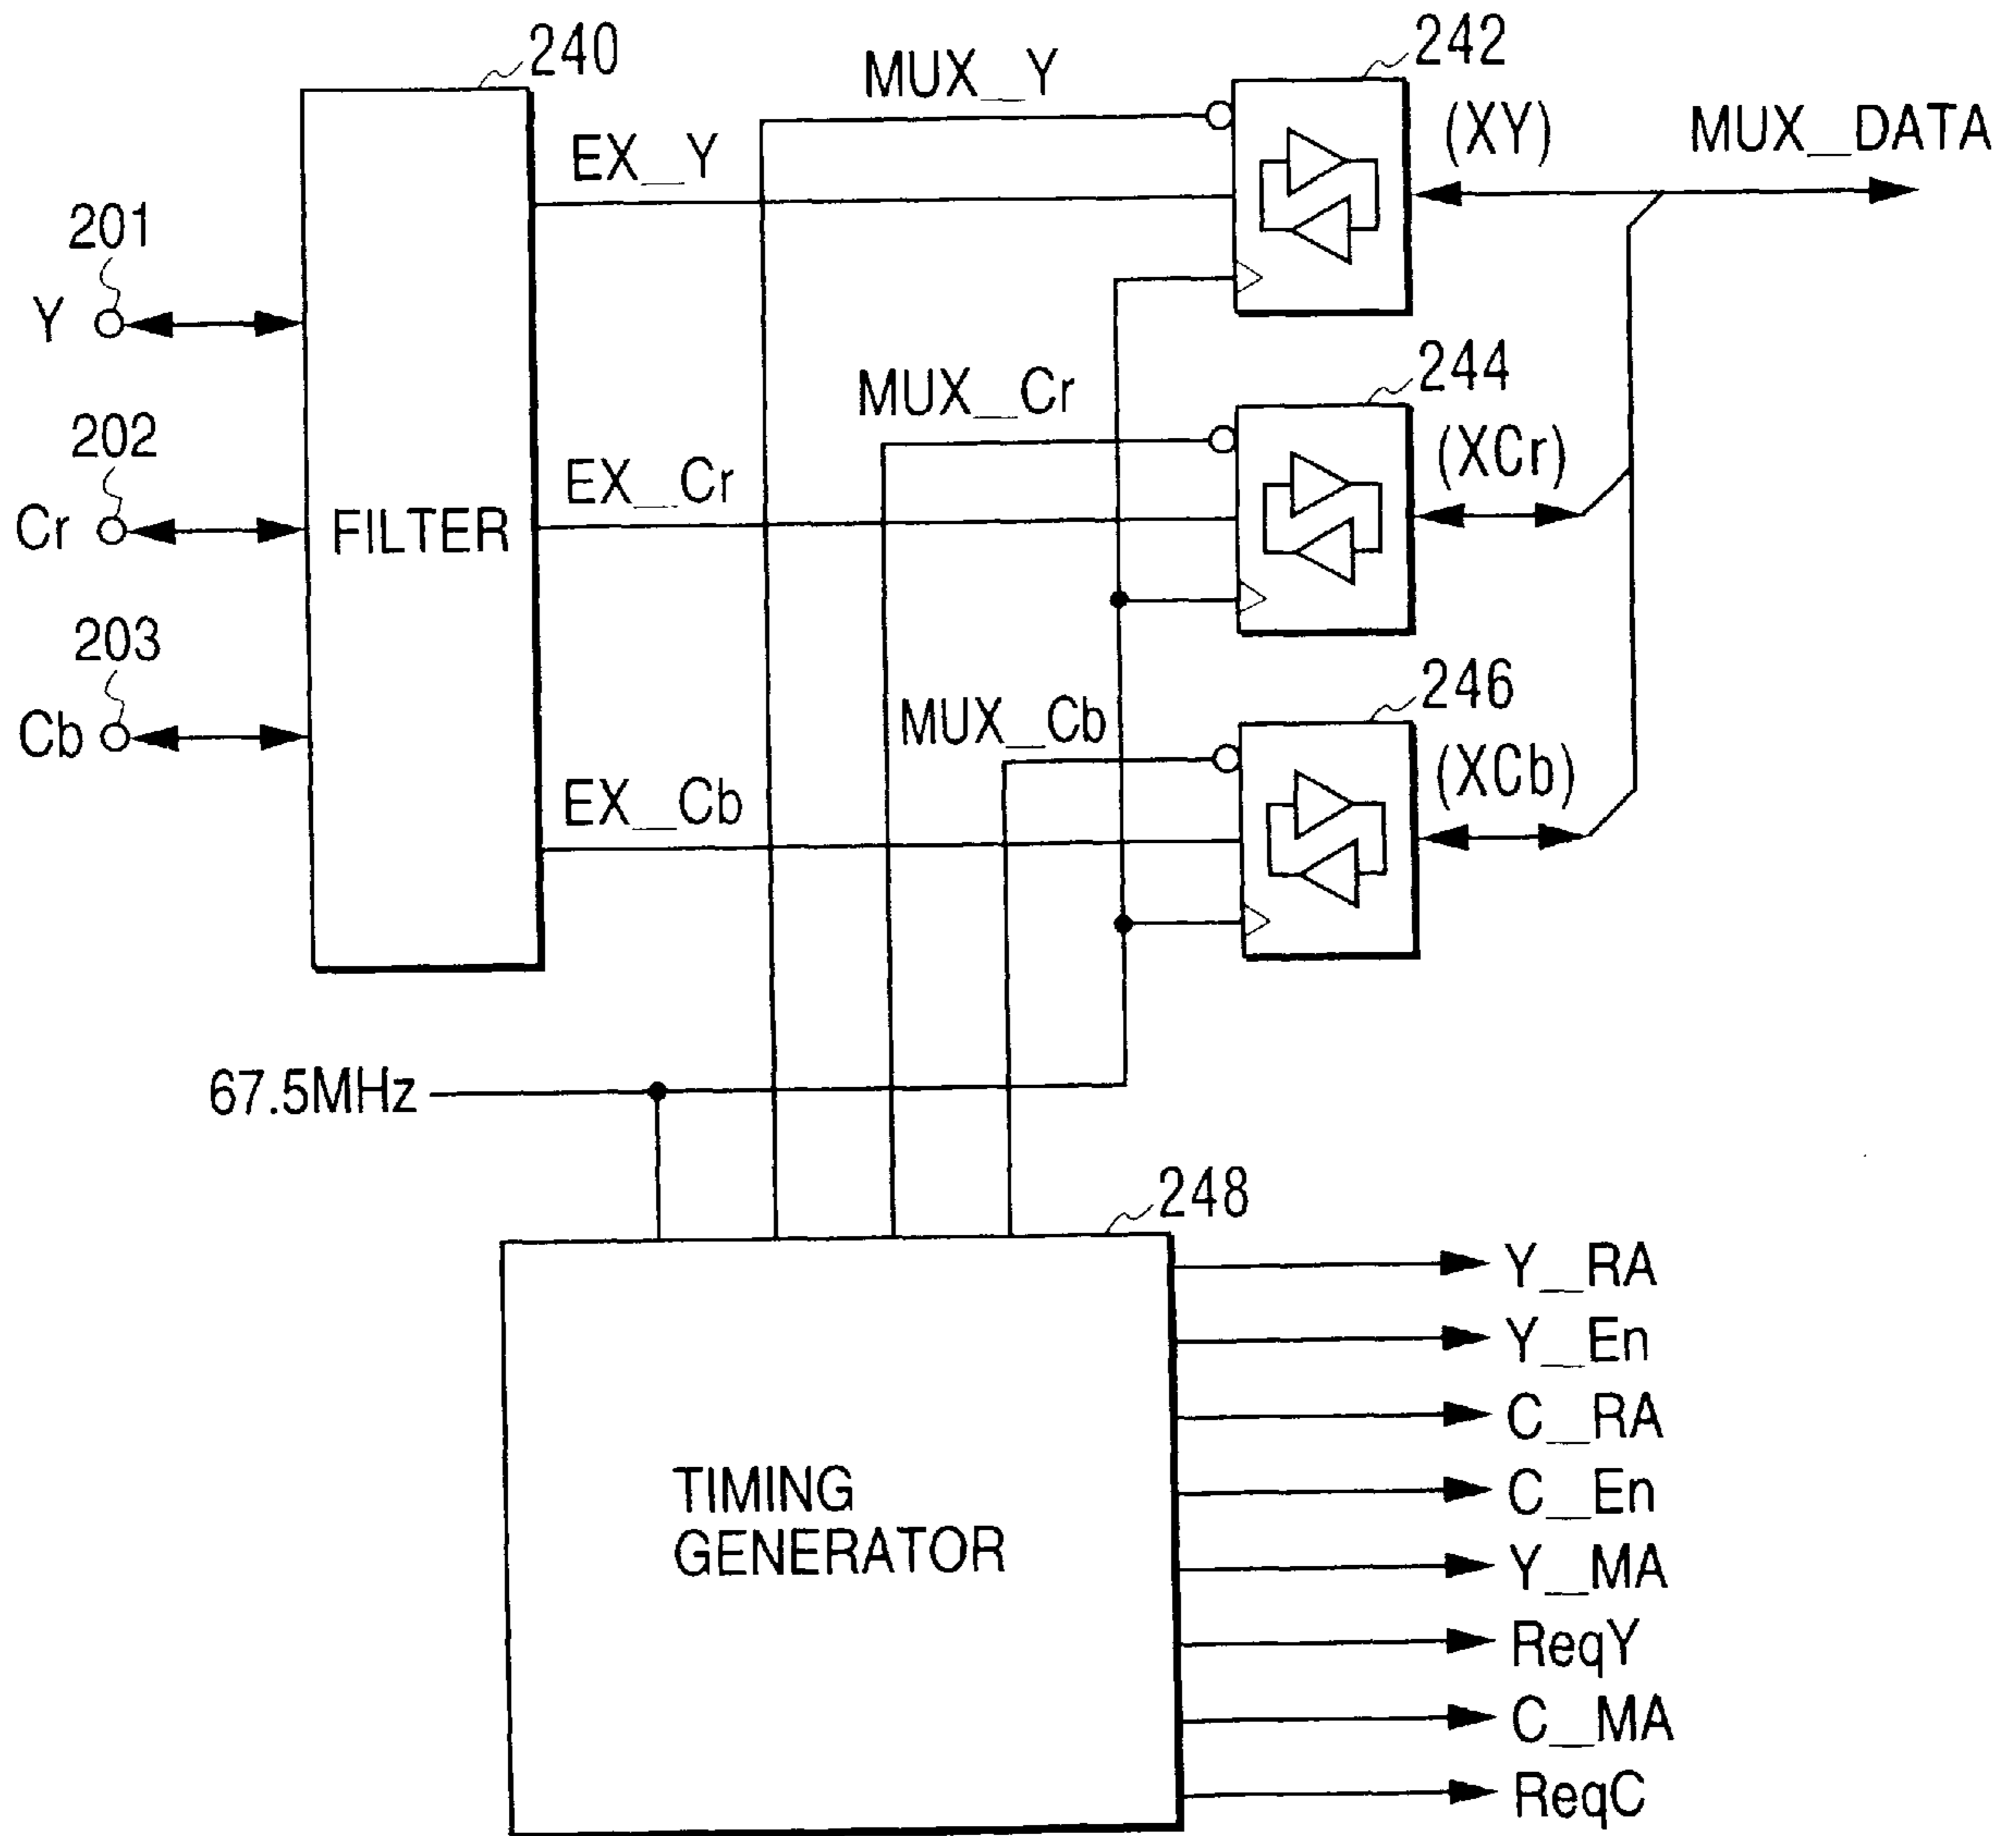 240
242
MUX_Y
(XY)
MUX_DATA
EX_Y
201
Y
244
MUX_Cr
(XCr)
202
EX_Cr
Cr
FILTER
203
246
MUX_Cb
(XCb)
Cb
EX_Cb
67.5MHz
248
Y_RA
Y_En
C_RA
C_En
TIMING
GENERATOR
Y_MA
ReqY
C_MA
ReqC